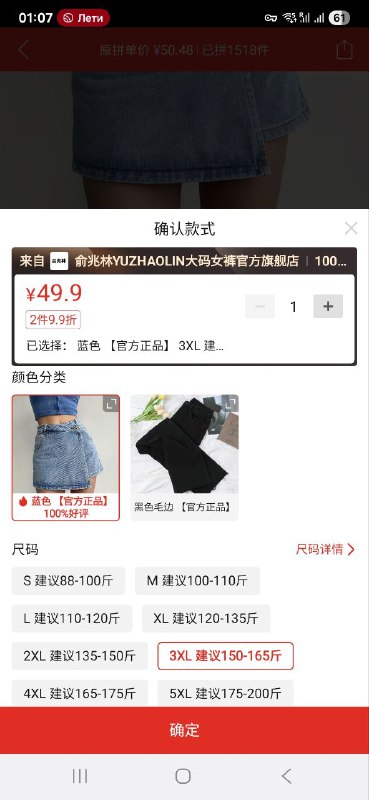 01:07 Лети 61
原拼单价 ¥50.48 | 已拼1518件
确认款式
来自 俞兆林 俞兆林YUZHAOLIN大码女裤官方旗舰店 | 100...
¥49.9
2件9.9折
1
已选择: 蓝色 【官方正品】 3XL 建...
颜色分类
蓝色 【官方正品】
100%好评
黑色毛边 【官方正品】
尺码
尺码详情
S 建议88-100斤
M 建议100-110斤
L 建议110-120斤
XL 建议120-135斤
2XL 建议135-150斤
3XL 建议150-165斤
4XL 建议165-175斤
5XL 建议175-200斤
确定